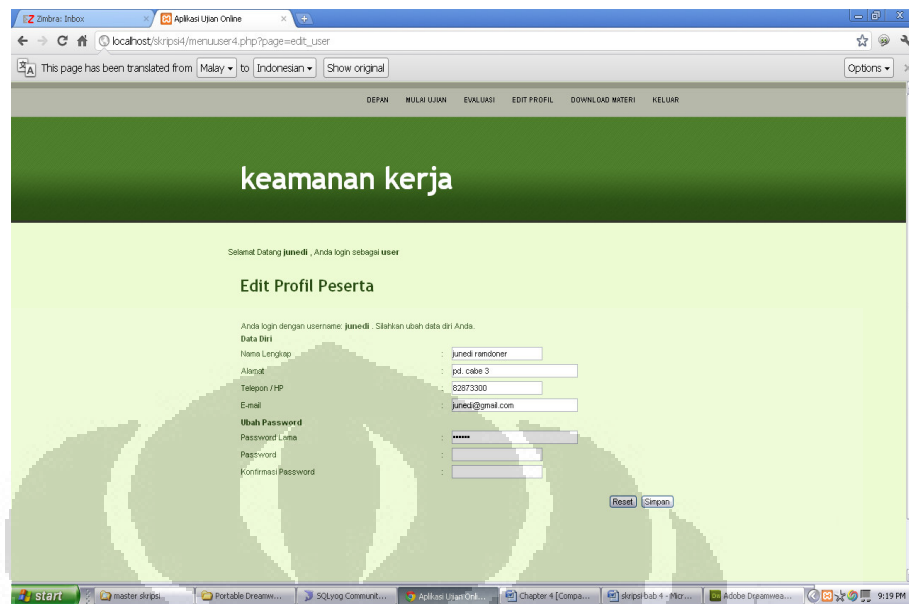 Zimbra: Inbox
Aplikasi Ujian Online
localhost/skripsi4/menuuser4.php?page=edit_user
This page has been translated from Malay to Indonesian Show original Options
DEPAN MULAI UJIAN EVALUASI EDIT PROFIL DOWNLOAD MATERI KELUAR
keamanan kerja
Selamat Datang junedi , Anda login sebagai user
Edit Profil Peserta
Anda login dengan username: junedi . Silahkan ubah data diri Anda.
Data Diri
Nama Lengkap : junedi ramdoner
Alamat : pd. cabe 3
Telepon / HP : 82873300
E-mail : junedi@gmail.com
Ubah Password
Password Lama : ••••••
Password :
Konfirmasi Password :
Reset Simpan
start master skripsi Portable Dreamw... SQLyog Communit... Aplikasi Ujian Onli... Chapter 4 [Compa... skripsi bab 4 - Micr... Adobe Dreamwea... 9:19 PM